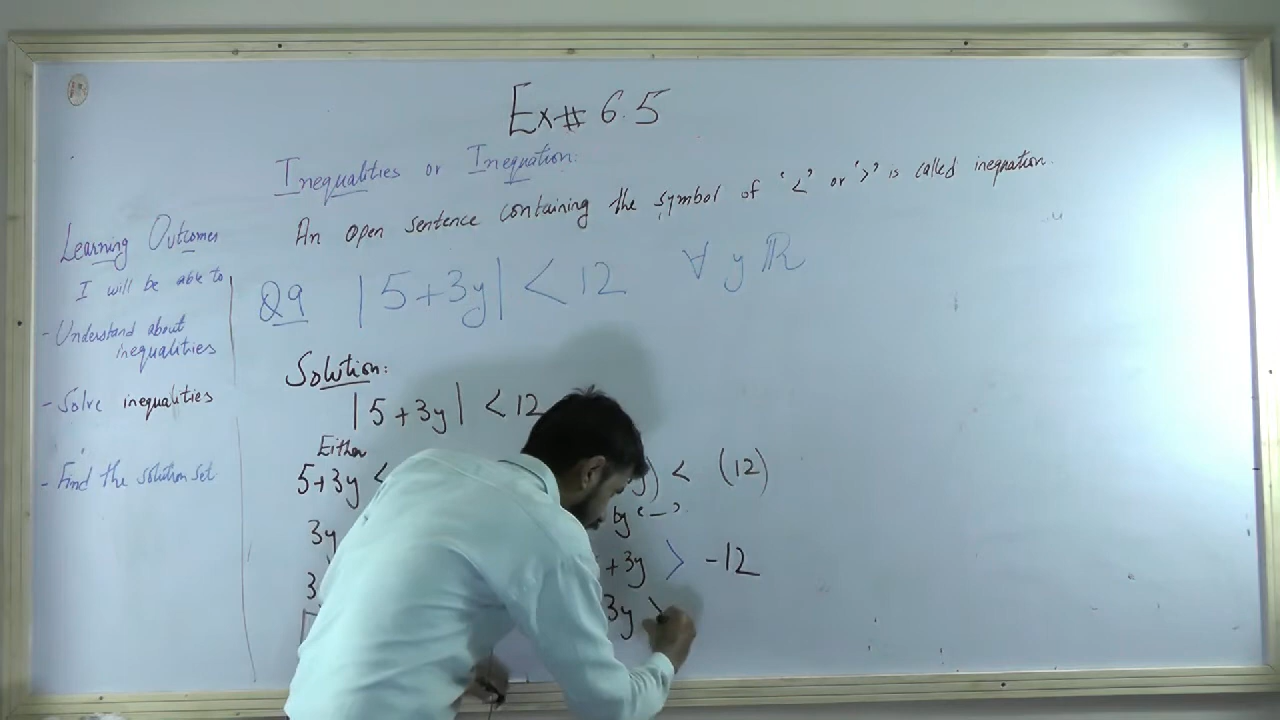 Ex# 6.5
Inequalities or Inequation:
An open sentence containing the symbol of '<' or '>' is called inequation.
Learning Outcomes
I will be able to
- Understand about
inequalities
- Solve inequalities
- Find the solution set
Q9 |5+3y| < 12 ∀ y ℝ
Solution:
|5+3y| < 12
Either
5+3y <
3y
3
y) < (12)
by '-'
+3y > -12
3y >